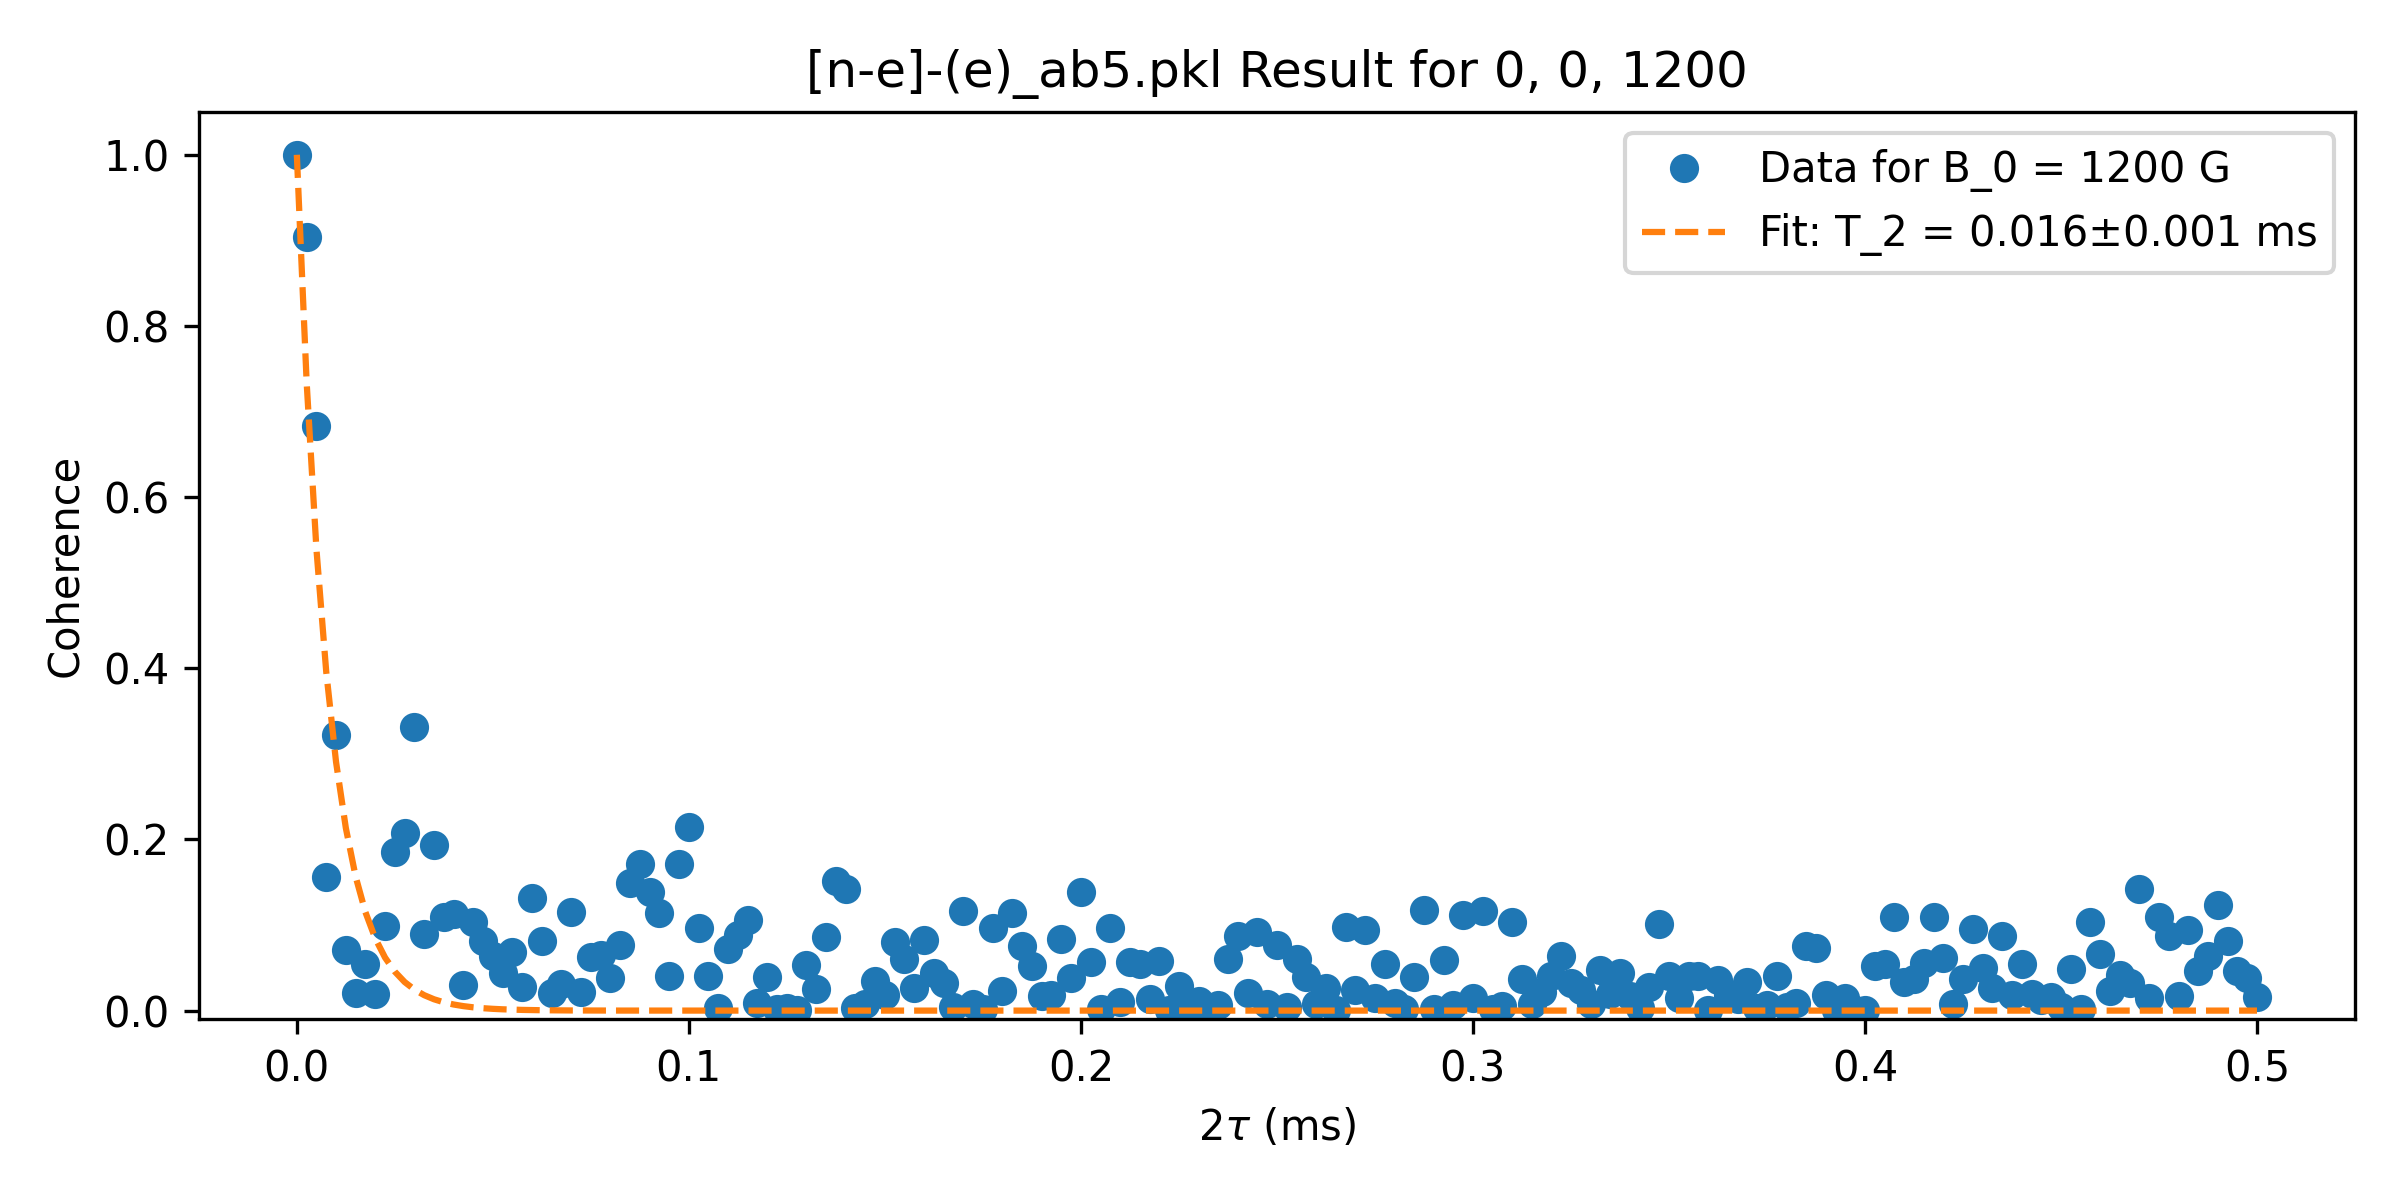 [n-e]-(e)_ab5.pkl Result for 0, 0, 1200
Data for B_0 = 1200 G
Fit: T_2 = 0.016±0.001 ms
Coherence
1.0
0.8
0.6
0.4
0.2
0.0
0.0 0.1 0.2 0.3 0.4 0.5
2τ (ms)